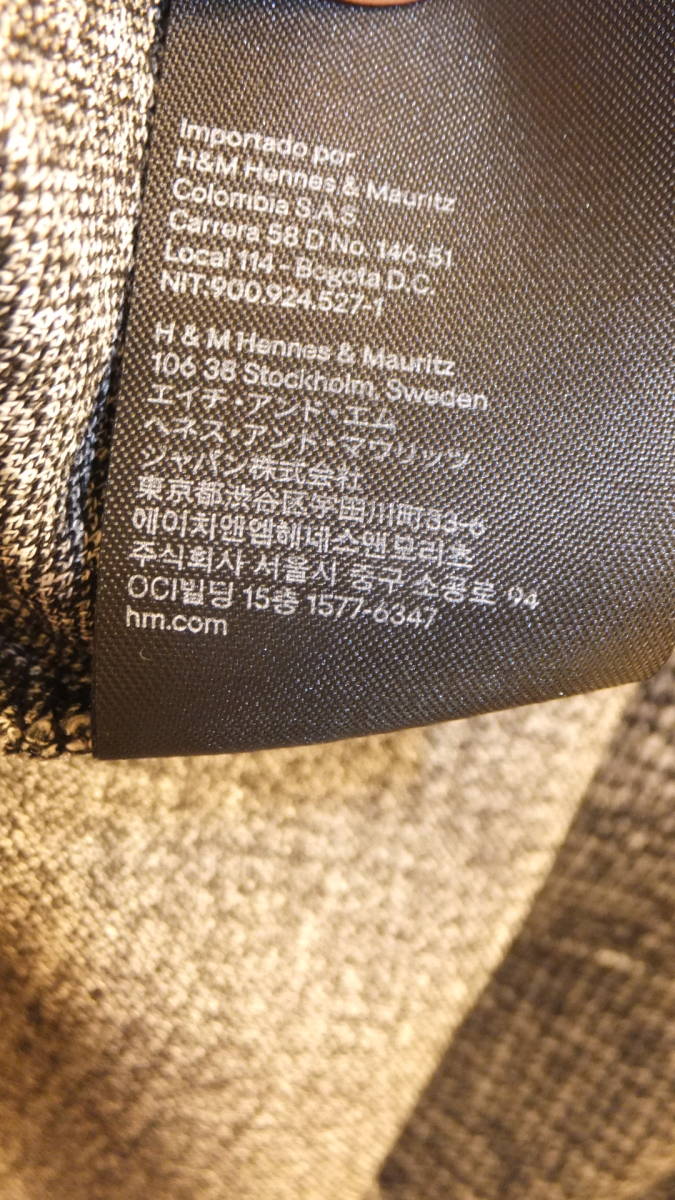 Importado por
H&M Hennes & Mauritz
Colombia S.A.S
Carrera 58 D No. 146-51
Local 114 - Bogota D.C.
NIT:900.924.527-1
H & M Hennes & Mauritz
106 38 Stockholm, Sweden
エイチ・アンド・エム
ヘネス・アンド・マウリッツ
ジャパン株式会社
東京都渋谷区宇田川町33-6
에이치앤엠헤네스앤모리츠
주식회사 서울시 중구 소공로 94
OCI빌딩 15층 1577-6347
hm.com